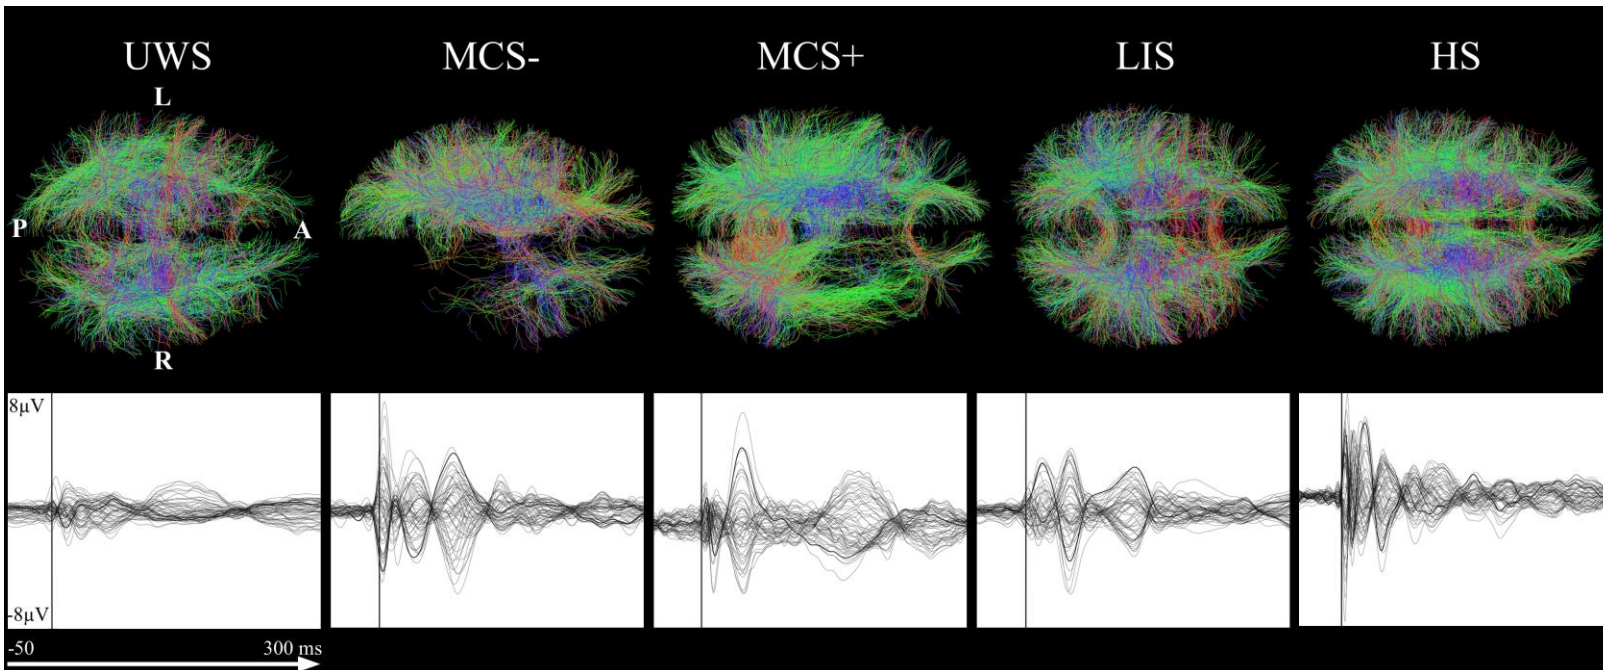 UWS MCS- MCS+ LIS HS
L
P A
R
8μV
-8μV
-50 300 ms